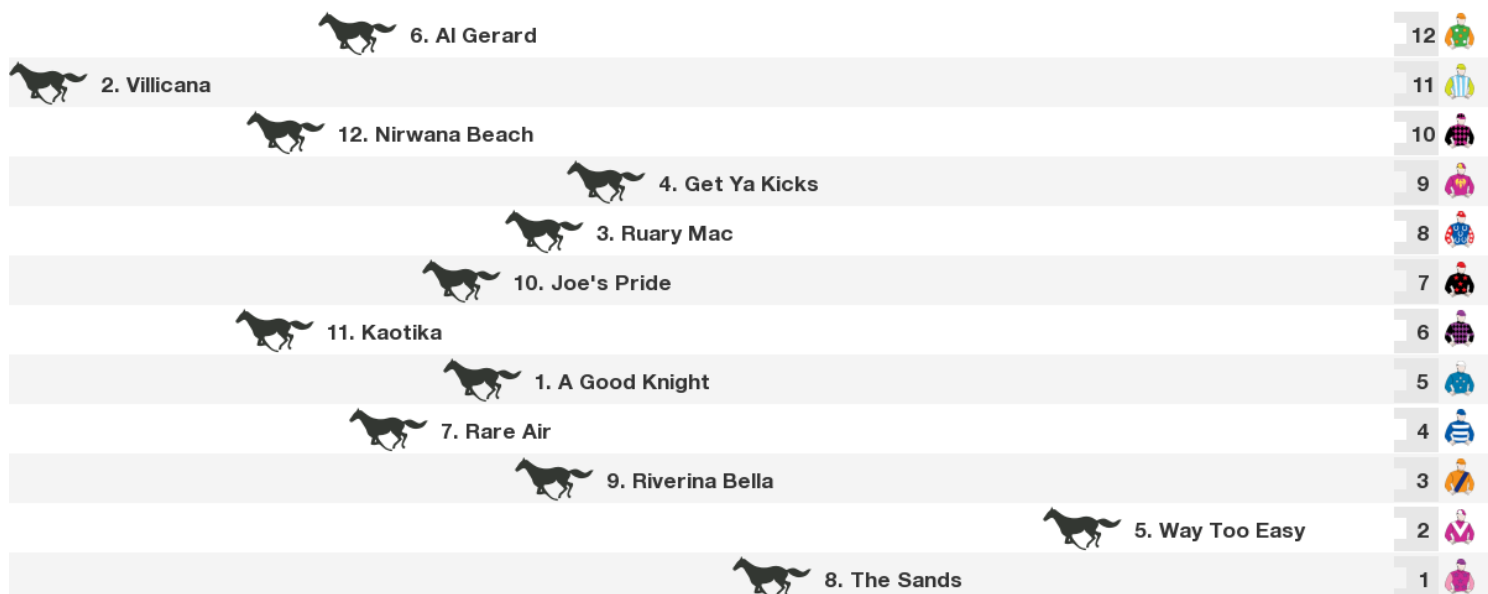 6. Al Gerard 12
2. Villicana 11
12. Nirwana Beach 10
4. Get Ya Kicks 9
3. Ruary Mac 8
10. Joe's Pride 7
11. Kaotika 6
1. A Good Knight 5
7. Rare Air 4
9. Riverina Bella 3
5. Way Too Easy 2
8. The Sands 1